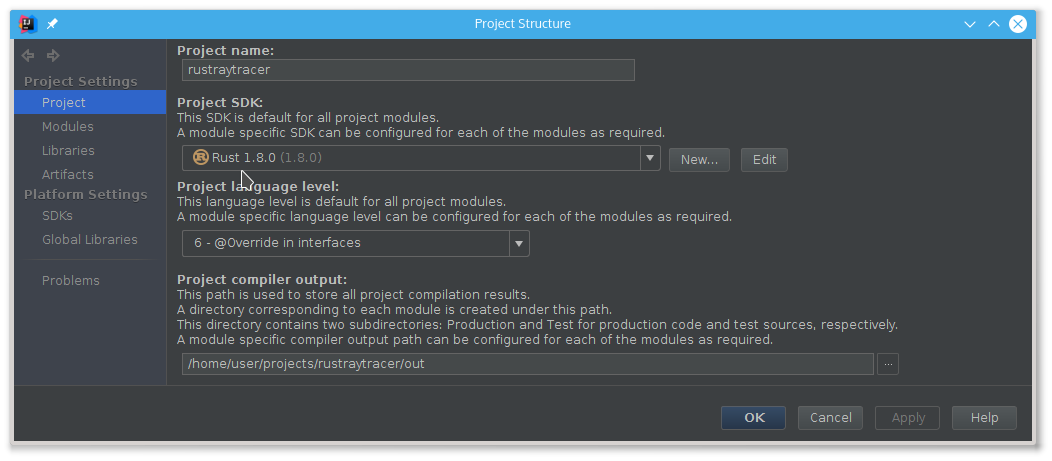 Project Structure
Project Settings
Project
Modules
Libraries
Artifacts
Platform Settings
SDKs
Global Libraries
Problems
Project name:
rustraytracer
Project SDK:
This SDK is default for all project modules.
A module specific SDK can be configured for each of the modules as required.
Rust 1.8.0 (1.8.0)
New...
Edit
Project language level:
This language level is default for all project modules.
A module specific language level can be configured for each of the modules as required.
6 - @Override in interfaces
Project compiler output:
This path is used to store all project compilation results.
A directory corresponding to each module is created under this path.
This directory contains two subdirectories: Production and Test for production code and test sources, respectively.
A module specific compiler output path can be configured for each of the modules as required.
/home/user/projects/rustraytracer/out
...
OK
Cancel
Apply
Help